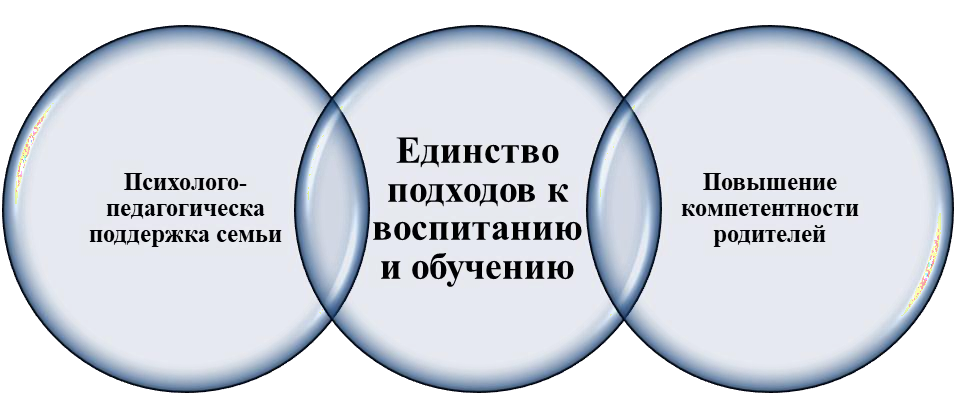 Психолого-
педагогическа
поддержка семьи
Единство
подходов к
воспитанию
и обучению
Повышение
компетентности
родителей